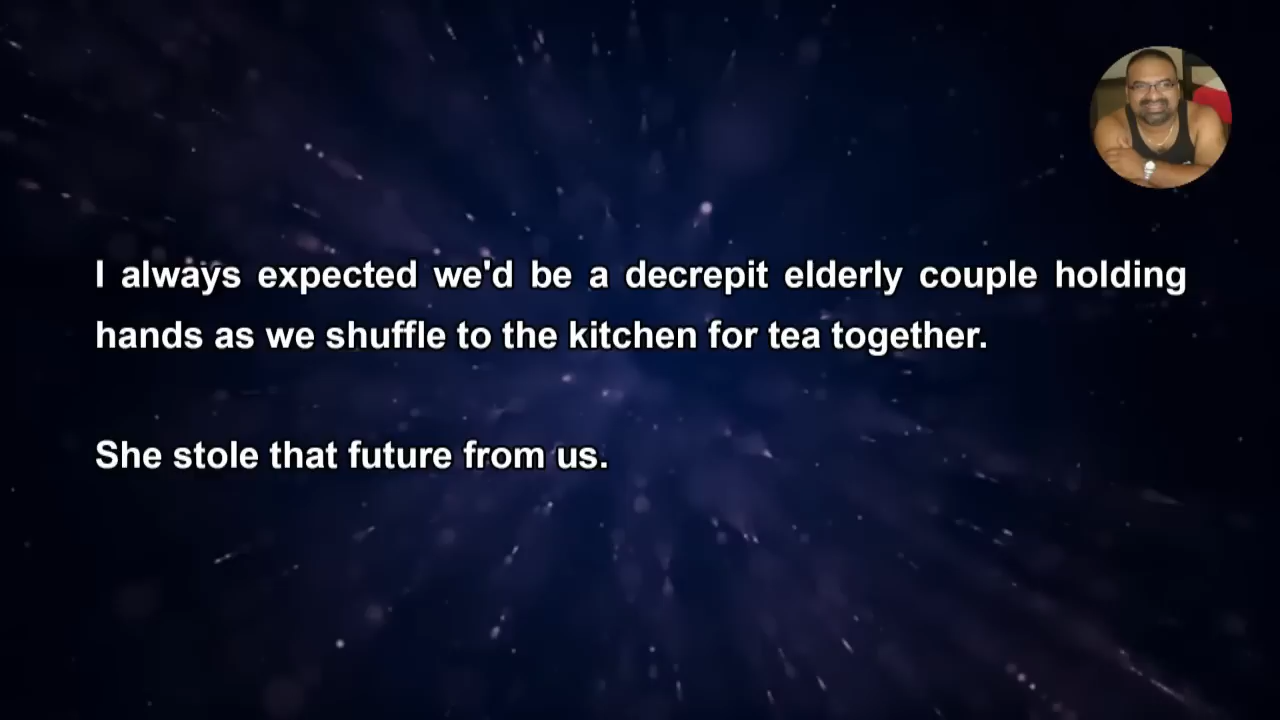 I always expected we'd be a decrepit elderly couple holding
hands as we shuffle to the kitchen for tea together.
She stole that future from us.